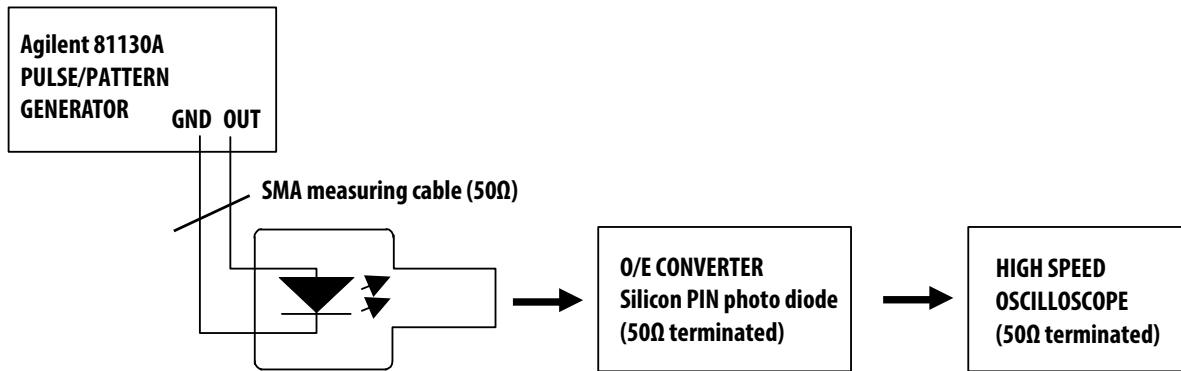 Agilent 81130A
PULSE/PATTERN
GENERATOR
GND OUT
SMA measuring cable (50Ω)
O/E CONVERTER
Silicon PIN photo diode
(50Ω terminated)
HIGH SPEED
OSCILLOSCOPE
(50Ω terminated)